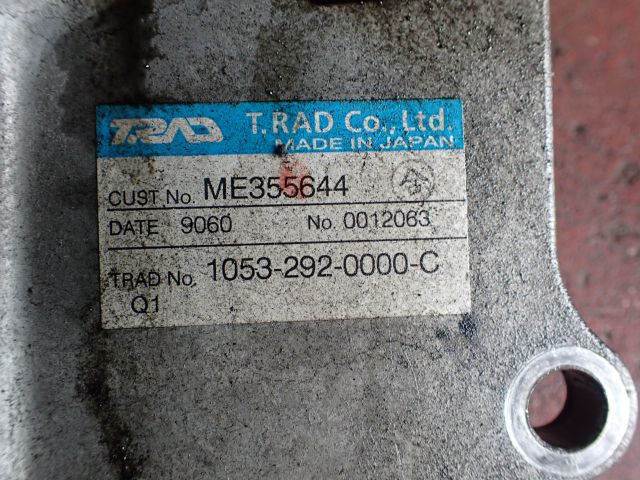 T.RAD T.RAD Co., Ltd.
MADE IN JAPAN
CUST. No. ME355644
DATE 9060 No. 0012063
TRAD No. 1053-292-0000-C
Q1